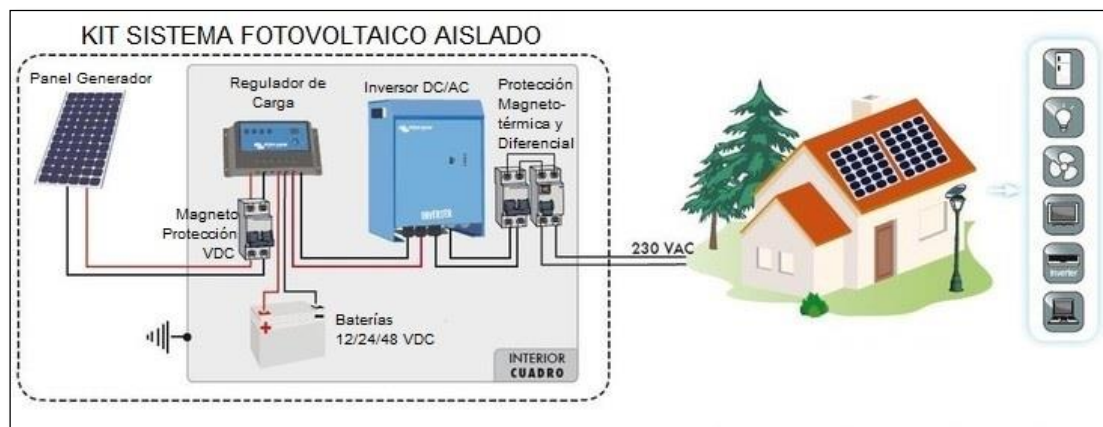 KIT SISTEMA FOTOVOLTAICO AISLADO
Panel Generador
Regulador de
Carga
Inversor DC/AC
Protección
Magneto-
térmica y
Diferencial
Magneto
Protección
VDC
INVERTER
230 VAC
Baterías
12/24/48 VDC
INTERIOR
CUADRO
Inverter